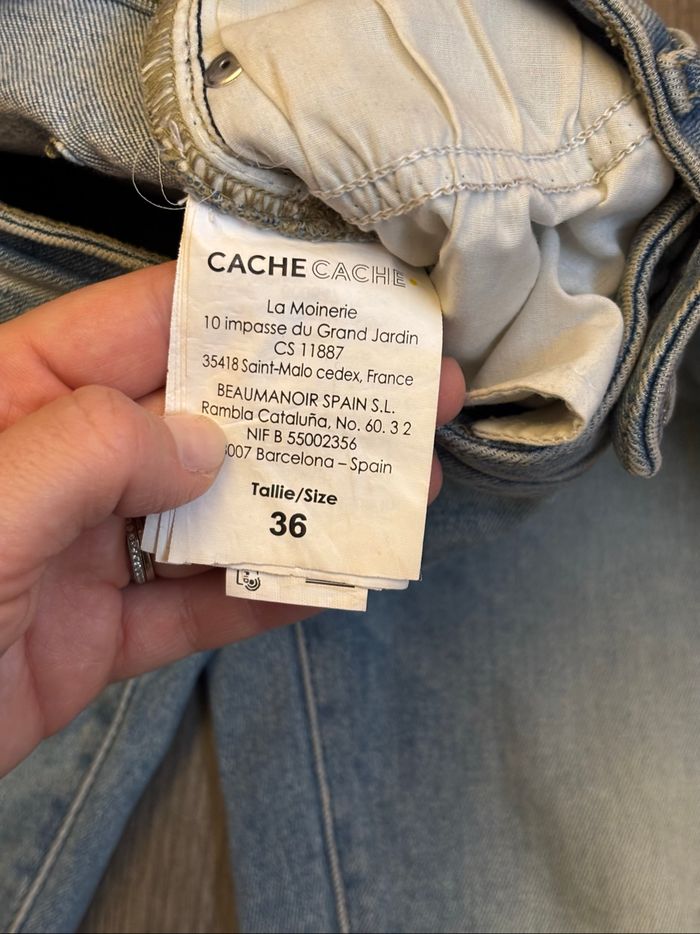 CACHE CACHE.
La Moinerie
10 impasse du Grand Jardin
CS 11887
35418 Saint-Malo cedex, France
BEAUMANOIR SPAIN S.L.
Rambla Cataluña, No. 60. 3 2
NIF B 55002356
007 Barcelona – Spain
Tallie/Size
36